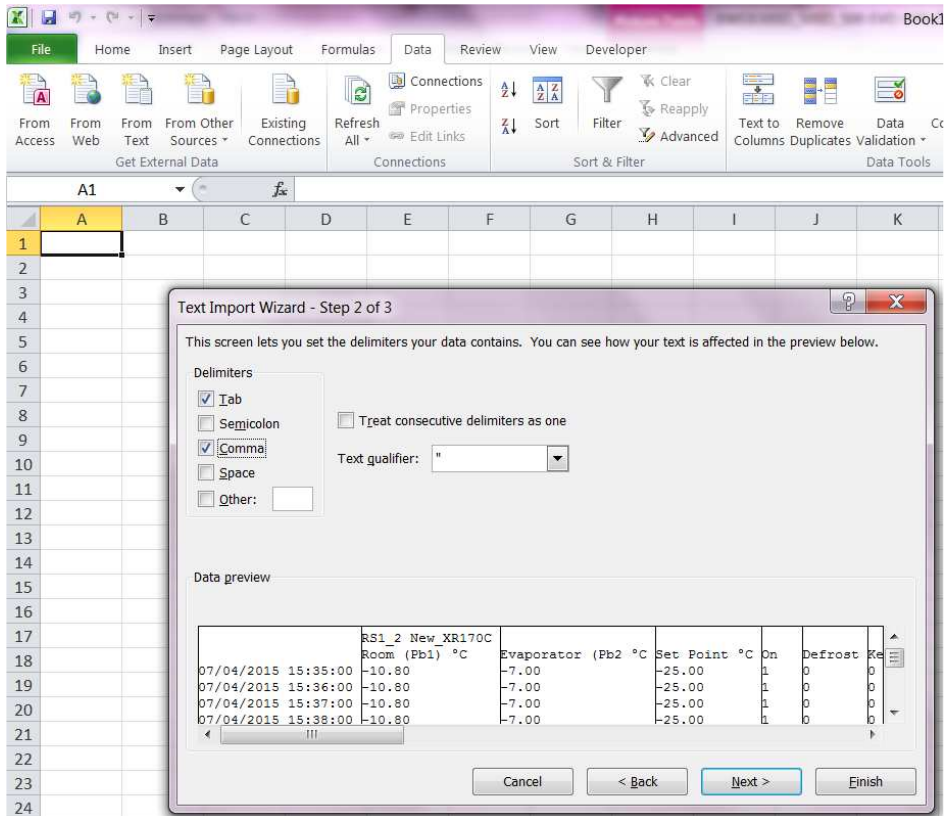 Book1
File Home Insert Page Layout Formulas Data Review View Developer
From Access
From Web
From Text
From Other Sources
Existing Connections
Get External Data
Refresh All
Connections
Properties
Edit Links
Connections
Sort
Filter
Clear
Reapply
Advanced
Sort & Filter
Text to Columns
Remove Duplicates
Data Validation
Data Tools
A1 fx
A B C D E F G H I J K
1
2
3
4
5
6
7
8
9
10
11
12
13
14
15
16
17
18
19
20
21
22
23
24
Text Import Wizard - Step 2 of 3
This screen lets you set the delimiters your data contains. You can see how your text is affected in the preview below.
Delimiters
Tab
Semicolon
Comma
Space
Other:
Treat consecutive delimiters as one
Text qualifier: "
Data preview
RS1_2 New_XR170C
Room (Pb1) °C Evaporator (Pb2 °C Set Point °C On Defrost Ke
07/04/2015 15:35:00 -10.80 -7.00 -25.00 1 0 0
07/04/2015 15:36:00 -10.80 -7.00 -25.00 1 0 0
07/04/2015 15:37:00 -10.80 -7.00 -25.00 1 0 0
07/04/2015 15:38:00 -10.80 -7.00 -25.00 1 0 0
Cancel < Back Next > Finish